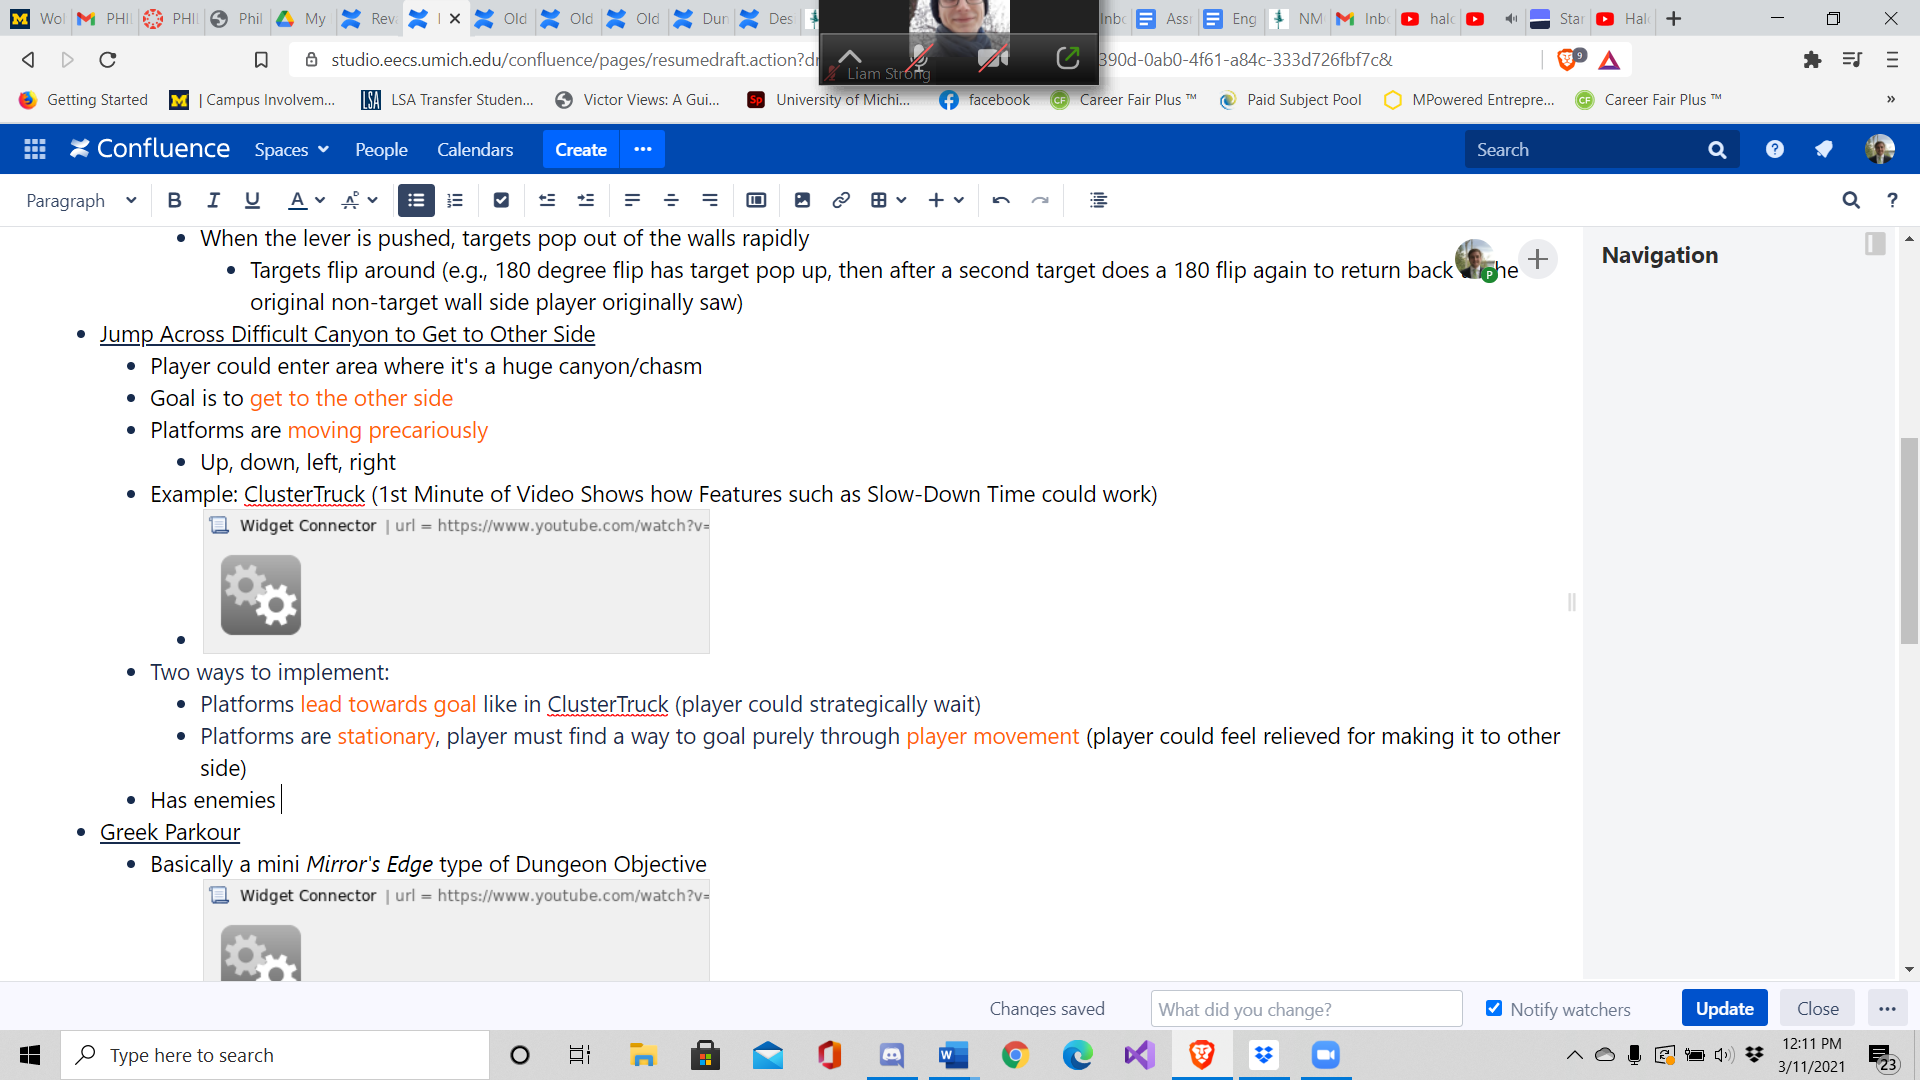 Wol
PHIL
PHIL
Phil
My
Rev
Old
Old
Old
Dun
Des
Inbo
Ass
Eng
NM
Inb
halo
Star
Halo
studio.eecs.umich.edu/confluence/pages/resumedraft.action?dr
390d-0ab0-4f61-a84c-333d726fbf7c&
9
Liam Strong
Getting Started
| Campus Involvem...
LSA Transfer Studen...
Victor Views: A Gui...
University of Michi...
facebook
Career Fair Plus ™
Paid Subject Pool
MPowered Entrepre...
Career Fair Plus ™
»
Confluence
Spaces
People
Calendars
Create
Search
Paragraph
B I U A
When the lever is pushed, targets pop out of the walls rapidly
Targets flip around (e.g., 180 degree flip has target pop up, then after a second target does a 180 flip again to return back
original non-target wall side player originally saw)
Jump Across Difficult Canyon to Get to Other Side
Player could enter area where it's a huge canyon/chasm
Goal is to get to the other side
Platforms are moving precariously
Up, down, left, right
Example: ClusterTruck (1st Minute of Video Shows how Features such as Slow-Down Time could work)
Widget Connector | url = https://www.youtube.com/watch?v=
Two ways to implement:
Platforms lead towards goal like in ClusterTruck (player could strategically wait)
Platforms are stationary, player must find a way to goal purely through player movement (player could feel relieved for making it to other
side)
Has enemies
Greek Parkour
Basically a mini Mirror's Edge type of Dungeon Objective
Widget Connector | url = https://www.youtube.com/watch?v=
Navigation
P
Changes saved
What did you change?
Notify watchers
Update
Close
Type here to search
12:11 PM
3/11/2021
23